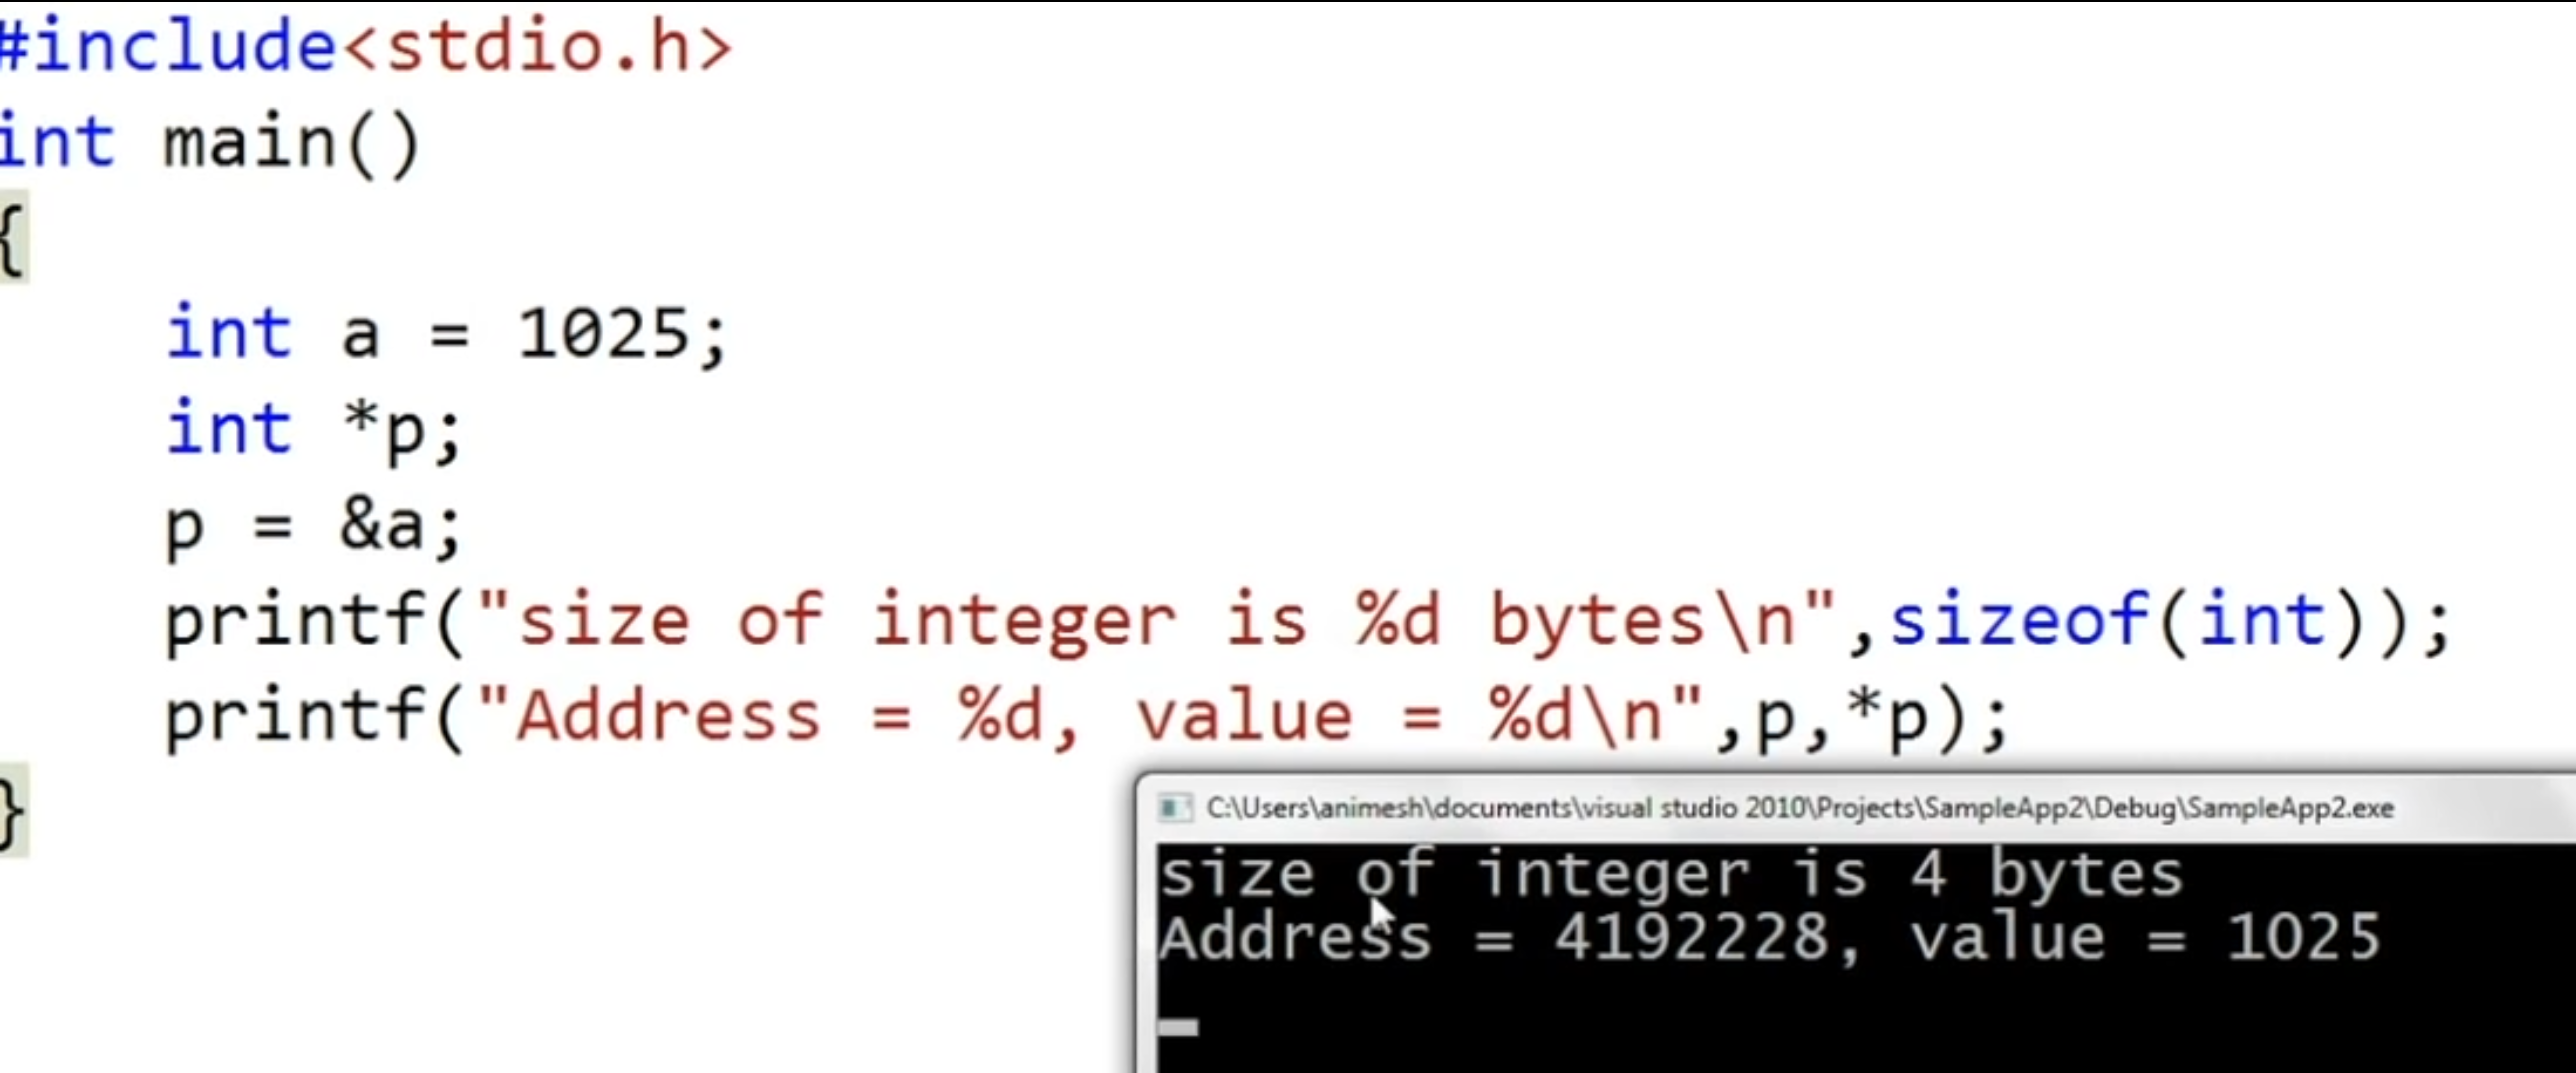 #include<stdio.h>
int main()
{
    int a = 1025;
    int *p;
    p = &a;
    printf("size of integer is %d bytes\n",sizeof(int));
    printf("Address = %d, value = %d\n",p,*p);
}
C:\Users\animesh\documents\visual studio 2010\Projects\SampleApp2\Debug\SampleApp2.exe
size of integer is 4 bytes
Address = 4192228, value = 1025